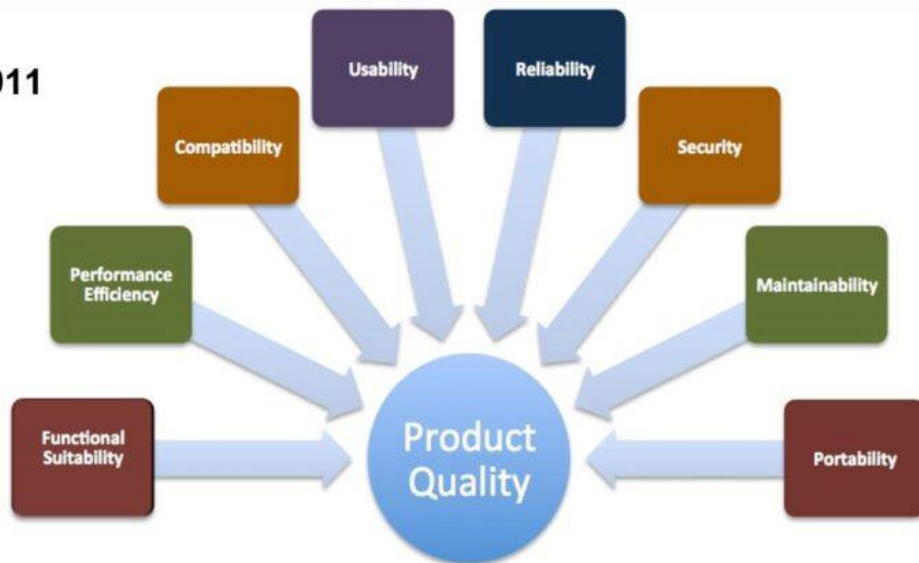 011
Usability
Reliability
Compatibility
Security
Performance
Efficiency
Maintainability
Functional
Suitability
Product
Quality
Portability